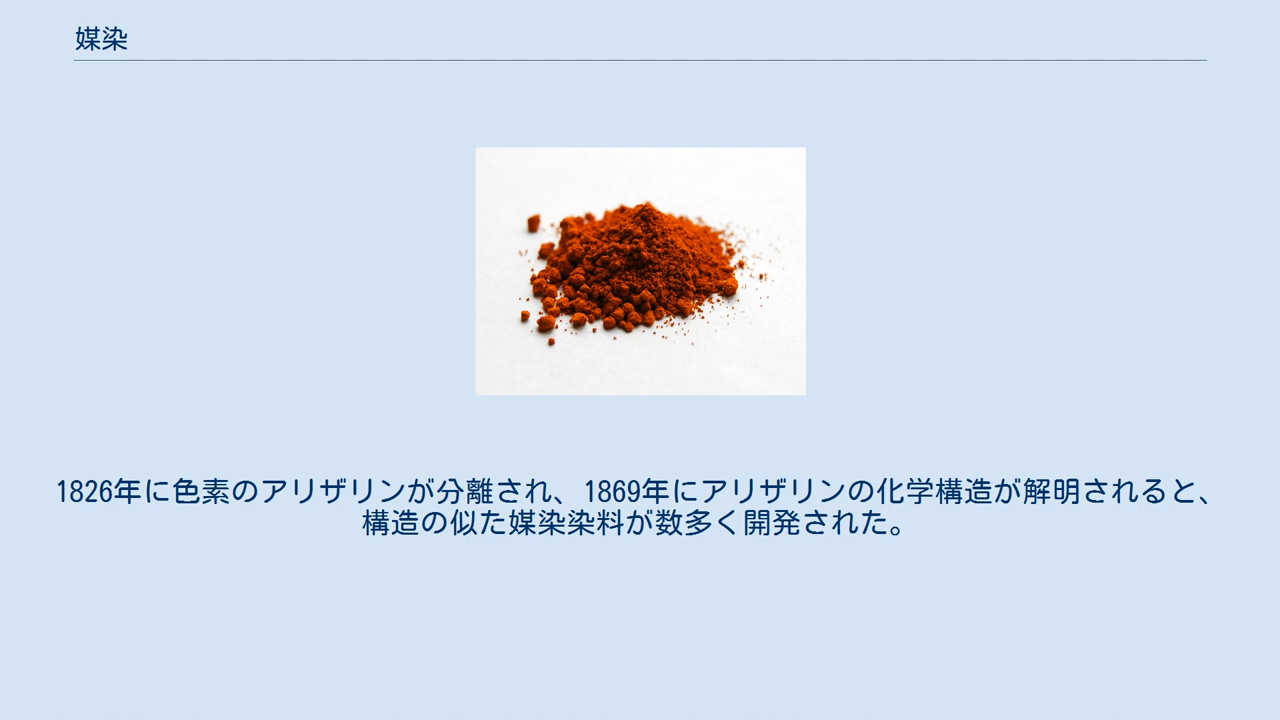 媒染
1826年に色素のアリザリンが分離され、1869年にアリザリンの化学構造が解明されると、
構造の似た媒染染料が数多く開発された。